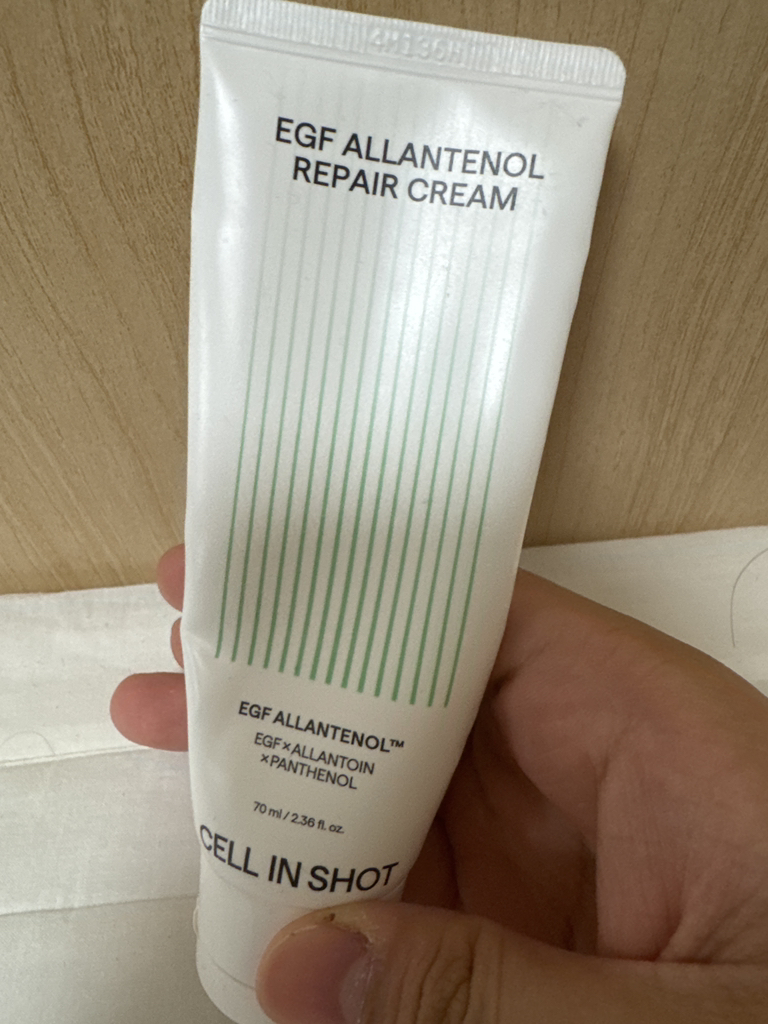 EGF ALLANTENOL
REPAIR CREAM
EGF ALLANTENOL™
EGF×ALLANTOIN
×PANTHENOL
70 ml / 2.36 fl. oz.
CELL IN SHOT